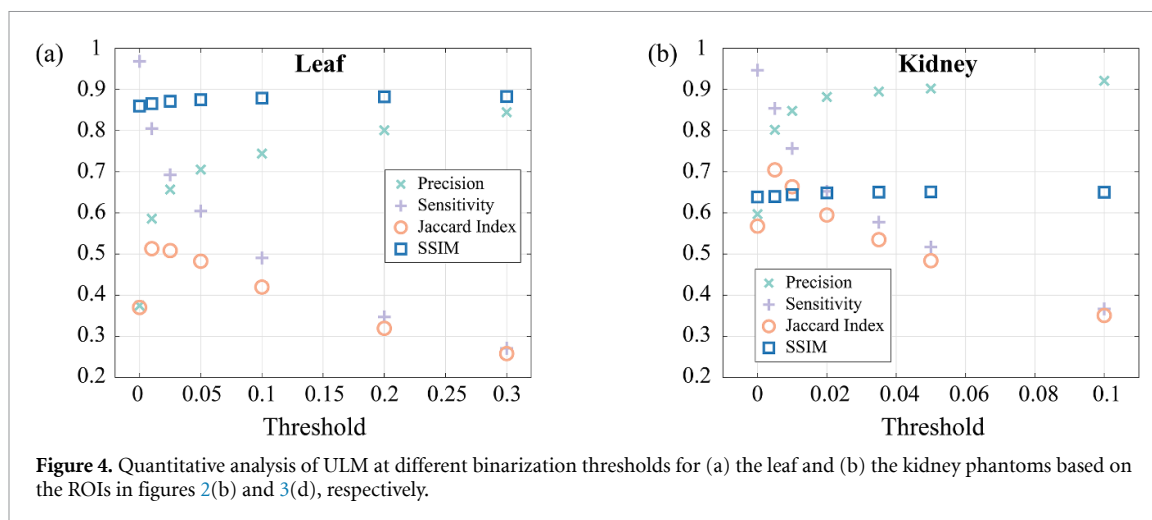 (a)
Leaf
1
0.9
0.8
0.7
0.6
0.5
0.4
0.3
0.2
Precision
Sensitivity
Jaccard Index
SSIM
0 0.05 0.1 0.15 0.2 0.25 0.3
Threshold
(b)
Kidney
1
0.9
0.8
0.7
0.6
0.5
0.4
0.3
0.2
Precision
Sensitivity
Jaccard Index
SSIM
0 0.02 0.04 0.06 0.08 0.1
Threshold
Figure 4. Quantitative analysis of ULM at different binarization thresholds for (a) the leaf and (b) the kidney phantoms based on
the ROIs in figures 2(b) and 3(d), respectively.